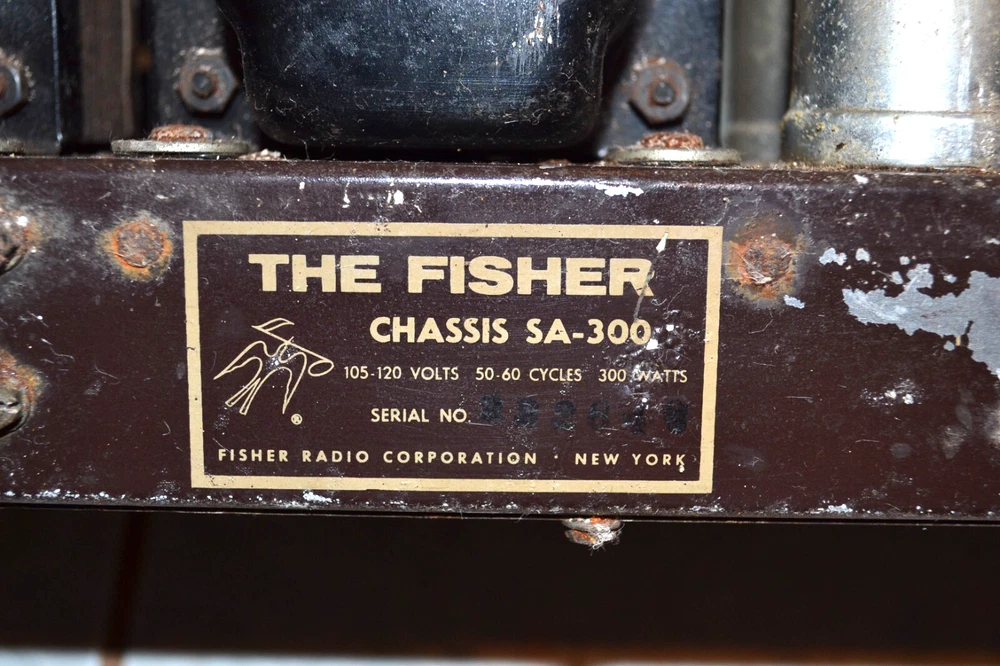 THE FISHER
CHASSIS SA-300
105-120 VOLTS 50-60 CYCLES 300 WATTS
SERIAL NO.
®
FISHER RADIO CORPORATION · NEW YORK